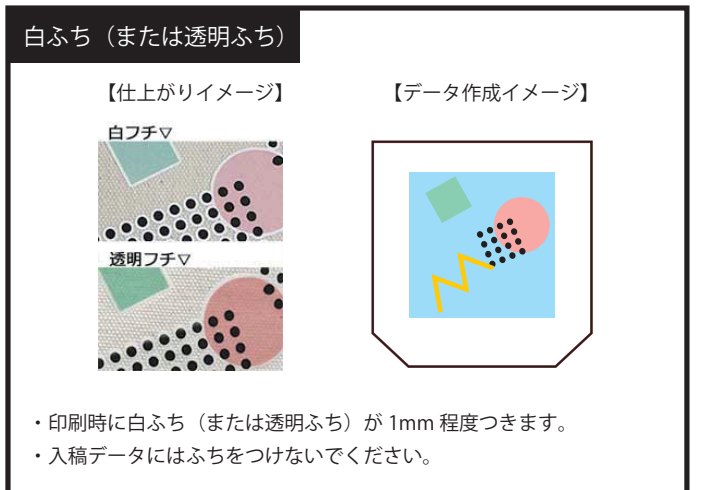 白ふち（または透明ふち）
【仕上がりイメージ】
【データ作成イメージ】
白フチ▽
透明フチ▽
・印刷時に白ふち（または透明ふち）が 1mm 程度つきます。
・入稿データにはふちをつけないでください。